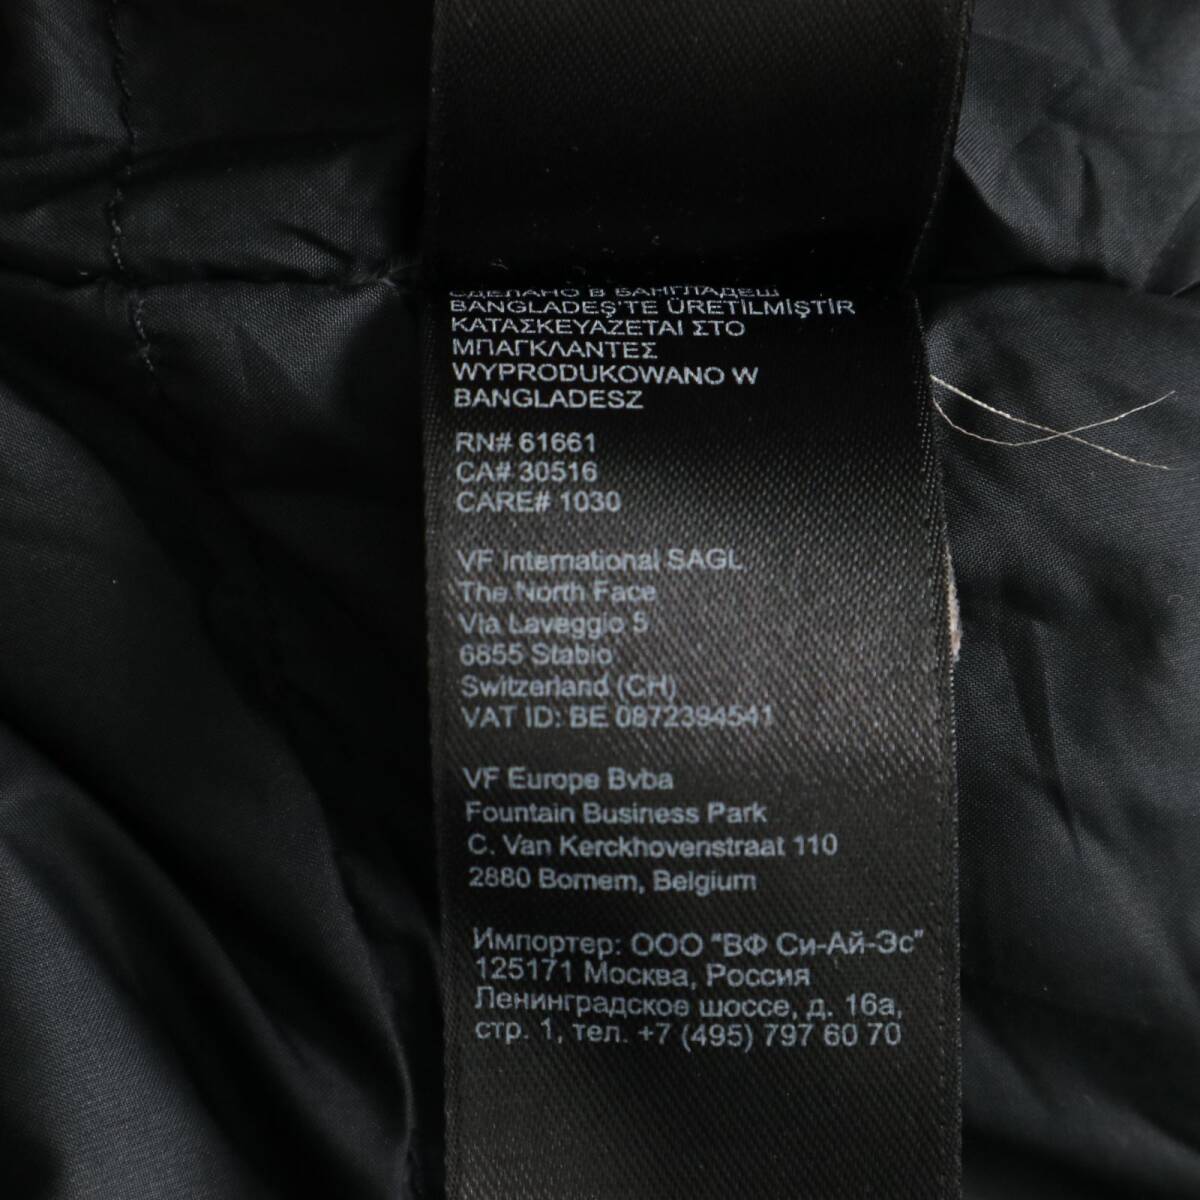 СДЕЛАНО В БАНГЛАДЕШ
BANGLADEŞ'TE ÜRETİLMİŞTİR
ΚΑΤΑΣΚΕΥΑΖΕΤΑΙ ΣΤΟ
ΜΠΑΓΚΛΑΝΤΕΣ
WYPRODUKOWANO W
BANGLADESZ
RN# 61661
CA# 30516
CARE# 1030
VF International SAGL
The North Face
Via Laveggio 5
6855 Stabio
Switzerland (CH)
VAT ID: BE 0872394541
VF Europe Bvba
Fountain Business Park
C. Van Kerckhovenstraat 110
2880 Bornem, Belgium
Импортер: ООО "ВФ Си-Ай-Эс"
125171 Москва, Россия
Ленинградское шоссе, д. 16а,
стр. 1, тел. +7 (495) 797 60 70